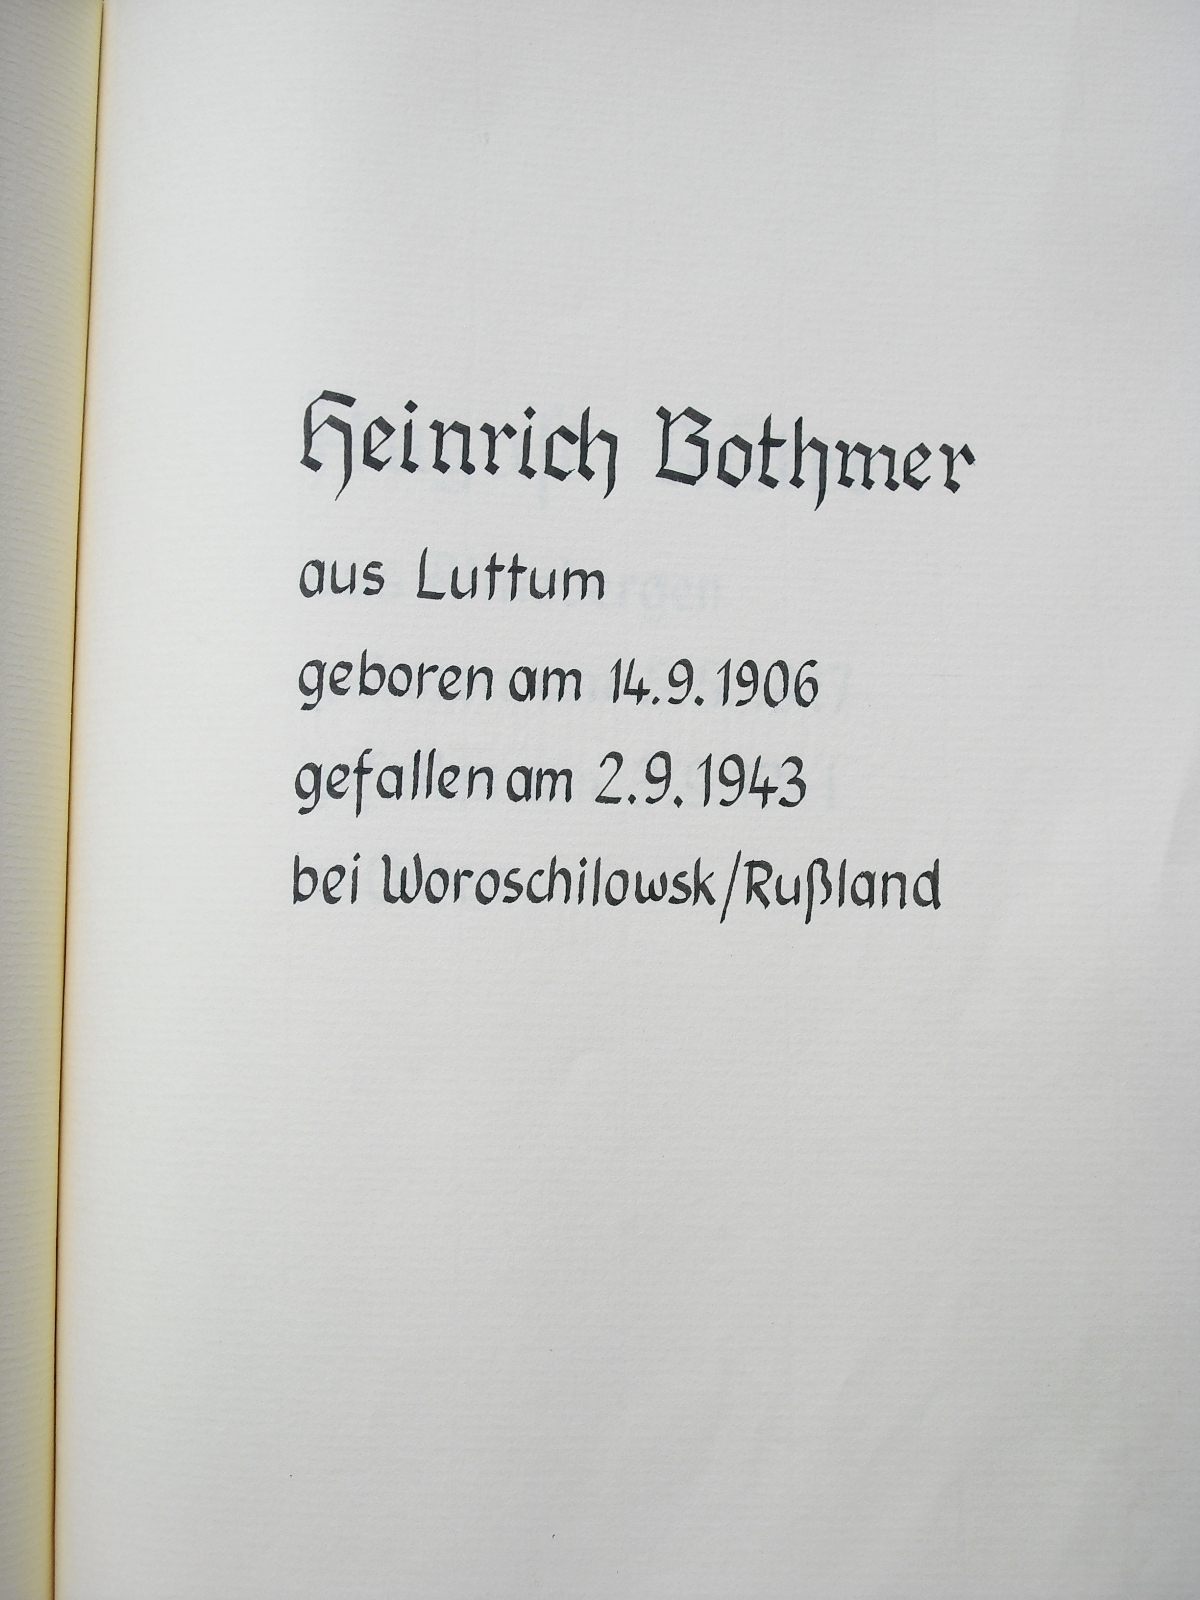 Heinrich Bothmer
aus Luttum
geboren am 14.9.1906
gefallen am 2.9.1943
bei Woroschilowsk/Rußland